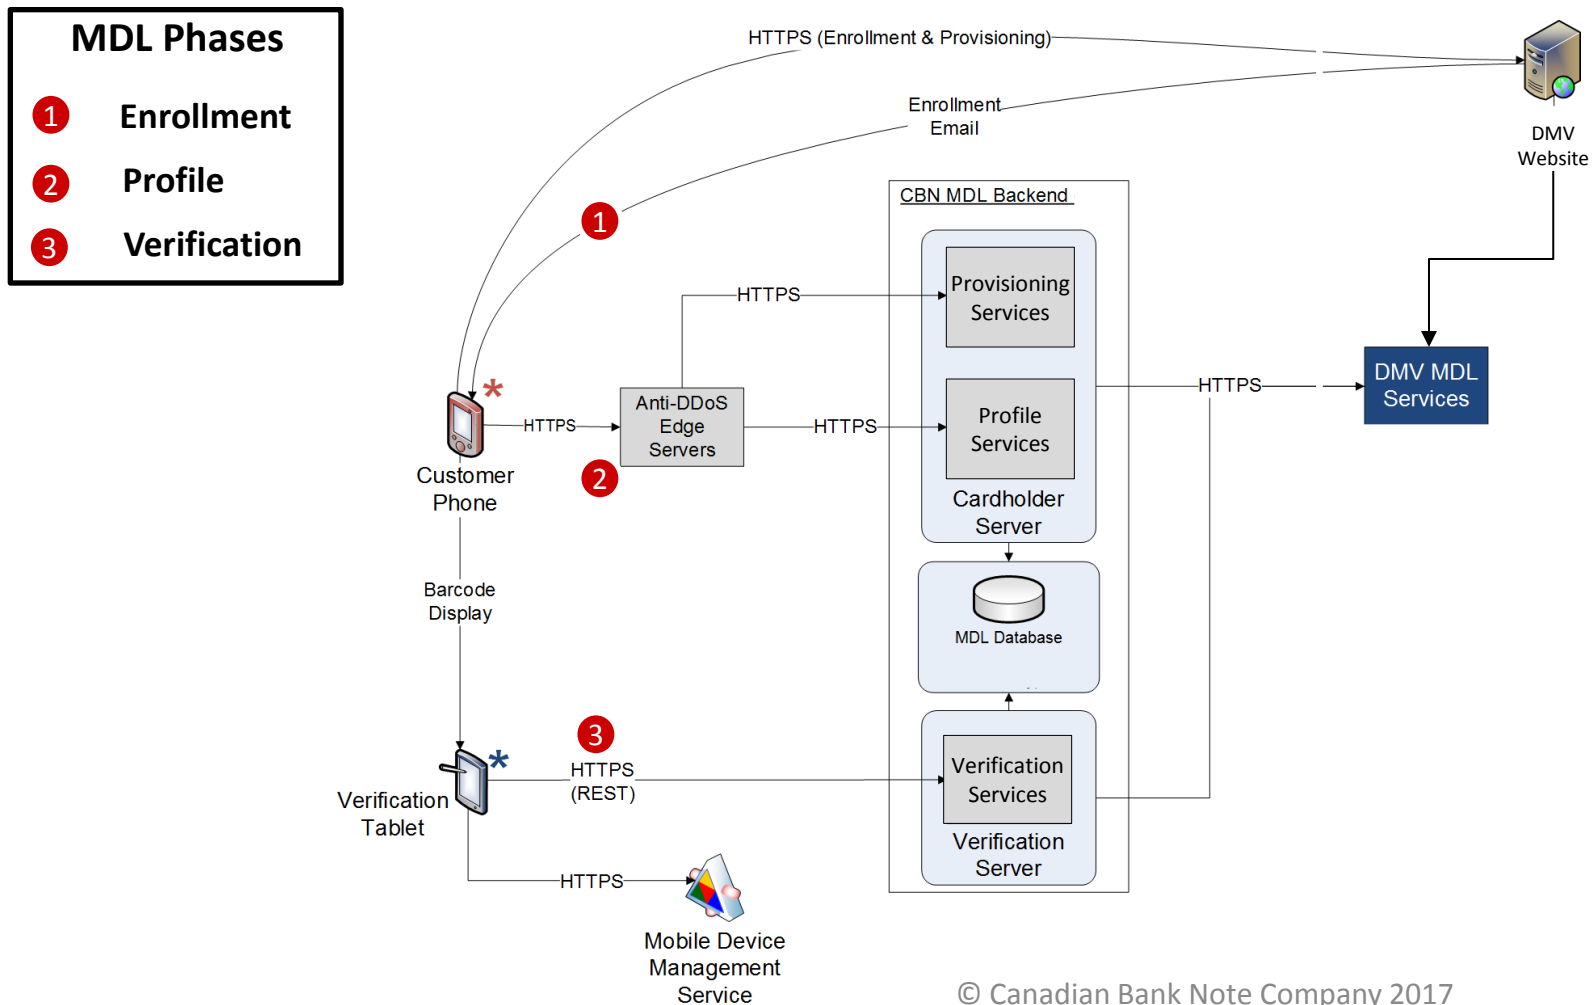 MDL Phases
1 Enrollment
2 Profile
3 Verification
HTTPS (Enrollment & Provisioning)
Enrollment
Email
DMV
Website
1
CBN MDL Backend
Provisioning
Services
HTTPS
Profile
Services
HTTPS
Cardholder
Server
HTTPS
DMV MDL
Services
*
HTTPS
Anti-DDoS
Edge
Servers
2
Customer
Phone
Barcode
Display
MDL Database
3
*
HTTPS
(REST)
Verification
Tablet
Verification
Services
Verification
Server
HTTPS
Mobile Device
Management
Service
© Canadian Bank Note Company 2017